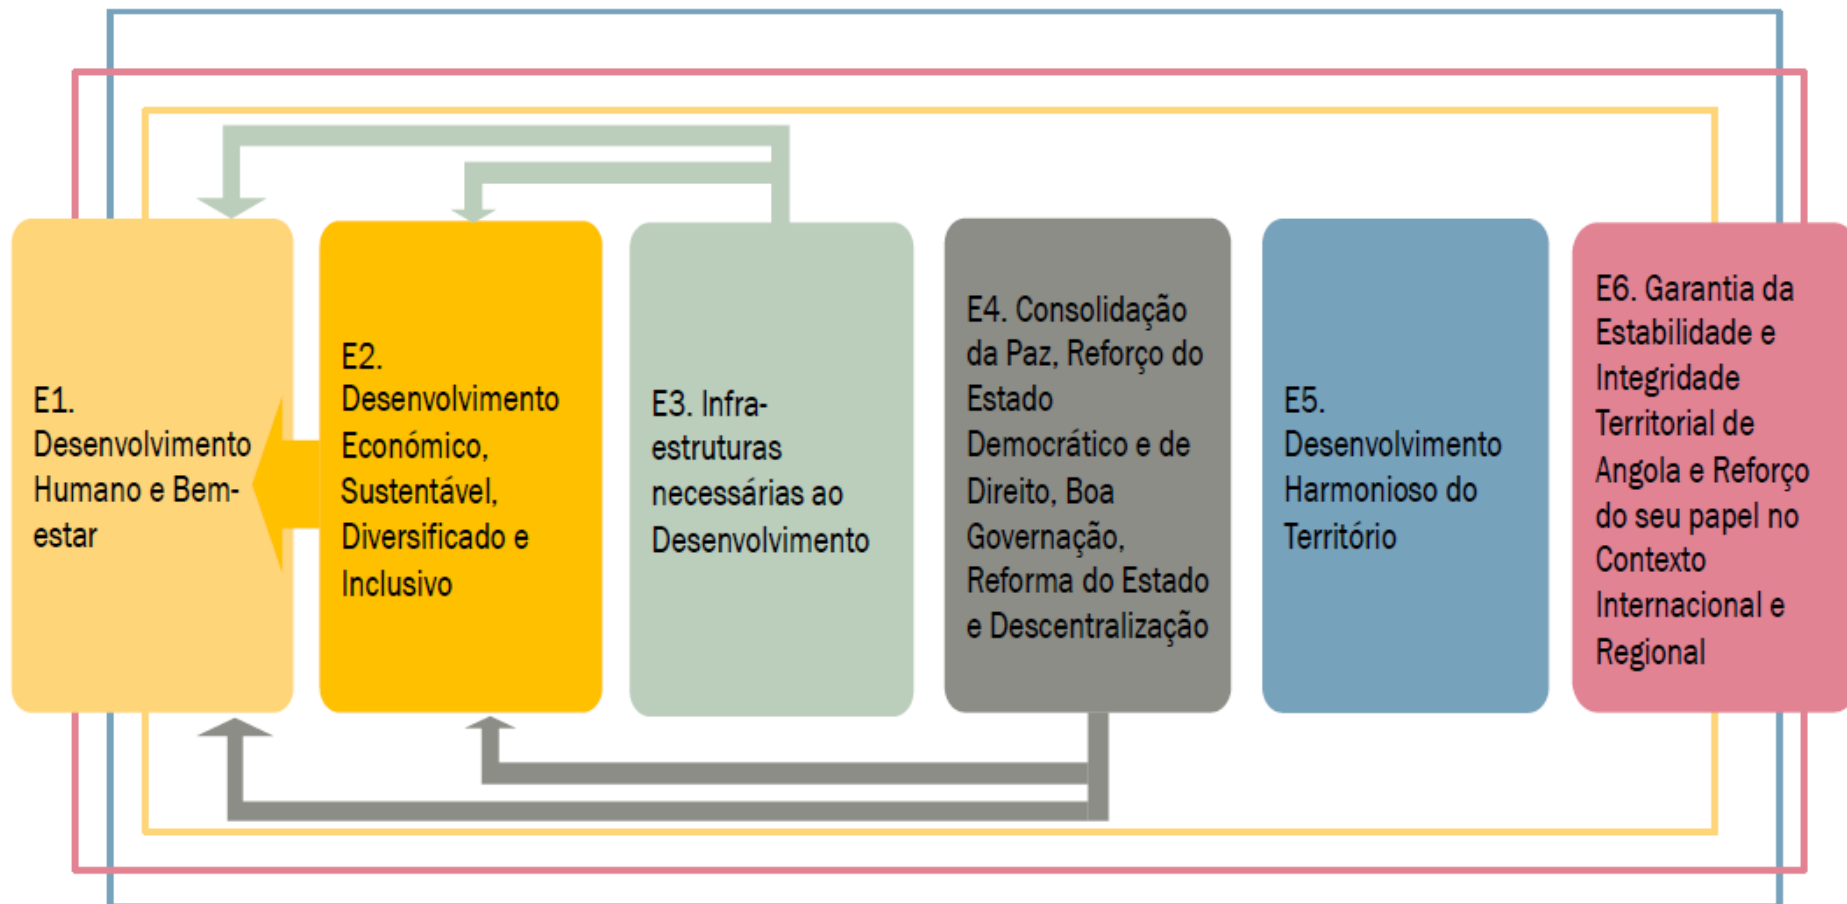 E1.
Desenvolvimento
Humano e Bem-
estar
E2.
Desenvolvimento
Económico,
Sustentável,
Diversificado e
Inclusivo
E3. Infra-
estruturas
necessárias ao
Desenvolvimento
E4. Consolidação
da Paz, Reforço do
Estado
Democrático e de
Direito, Boa
Governação,
Reforma do Estado
e Descentralização
E5.
Desenvolvimento
Harmonioso do
Território
E6. Garantia da
Estabilidade e
Integridade
Territorial de
Angola e Reforço
do seu papel no
Contexto
Internacional e
Regional